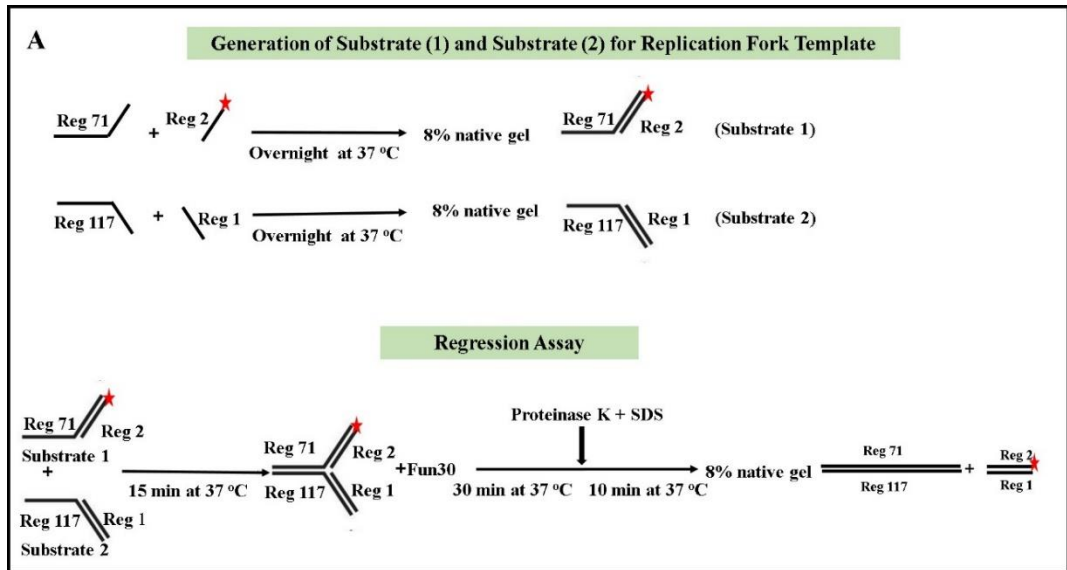 A
Generation of Substrate (1) and Substrate (2) for Replication Fork Template
Reg 71 + Reg 2 Overnight at 37 °C 8% native gel Reg 71 Reg 2 (Substrate 1)
Reg 117 + Reg 1 Overnight at 37 °C 8% native gel Reg 117 Reg 1 (Substrate 2)
Regression Assay
Reg 71 Reg 2
Substrate 1
+
Reg 117 Reg 1
Substrate 2
15 min at 37 °C
Reg 71 Reg 2
Reg 117 Reg 1
+Fun30
Proteinase K + SDS
30 min at 37 °C 10 min at 37 °C
8% native gel
Reg 71
Reg 117
+
Reg 2
Reg 1